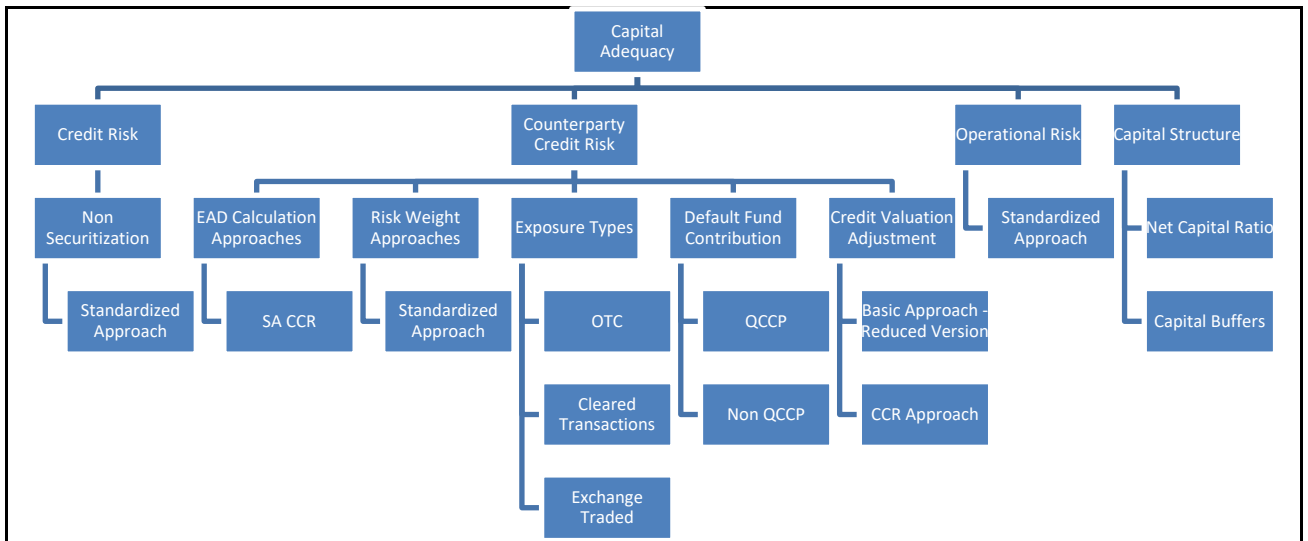 Capital
Adequacy
Credit Risk
Counterparty
Credit Risk
Operational Risk
Capital Structure
Non
Securitization
EAD Calculation
Approaches
Risk Weight
Approaches
Exposure Types
Default Fund
Contribution
Credit Valuation
Adjustment
Standardized
Approach
Net Capital Ratio
Standardized
Approach
SA CCR
Standardized
Approach
OTC
QCCP
Basic Approach -
Reduced Version
Capital Buffers
Cleared
Transactions
Non QCCP
CCR Approach
Exchange
Traded